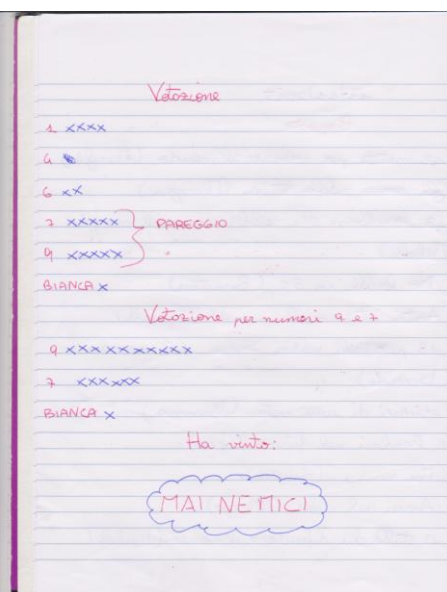 Votazione
1 xxxx
4
6 xx
7 xxxxx } PAREGGIO
9 xxxxx
BIANCA x
Votazione per numeri 9 e 7
9 xxxxxxxxxx
7 xxxxxx
BIANCA x
Ha vinto:
MAI NEMICI